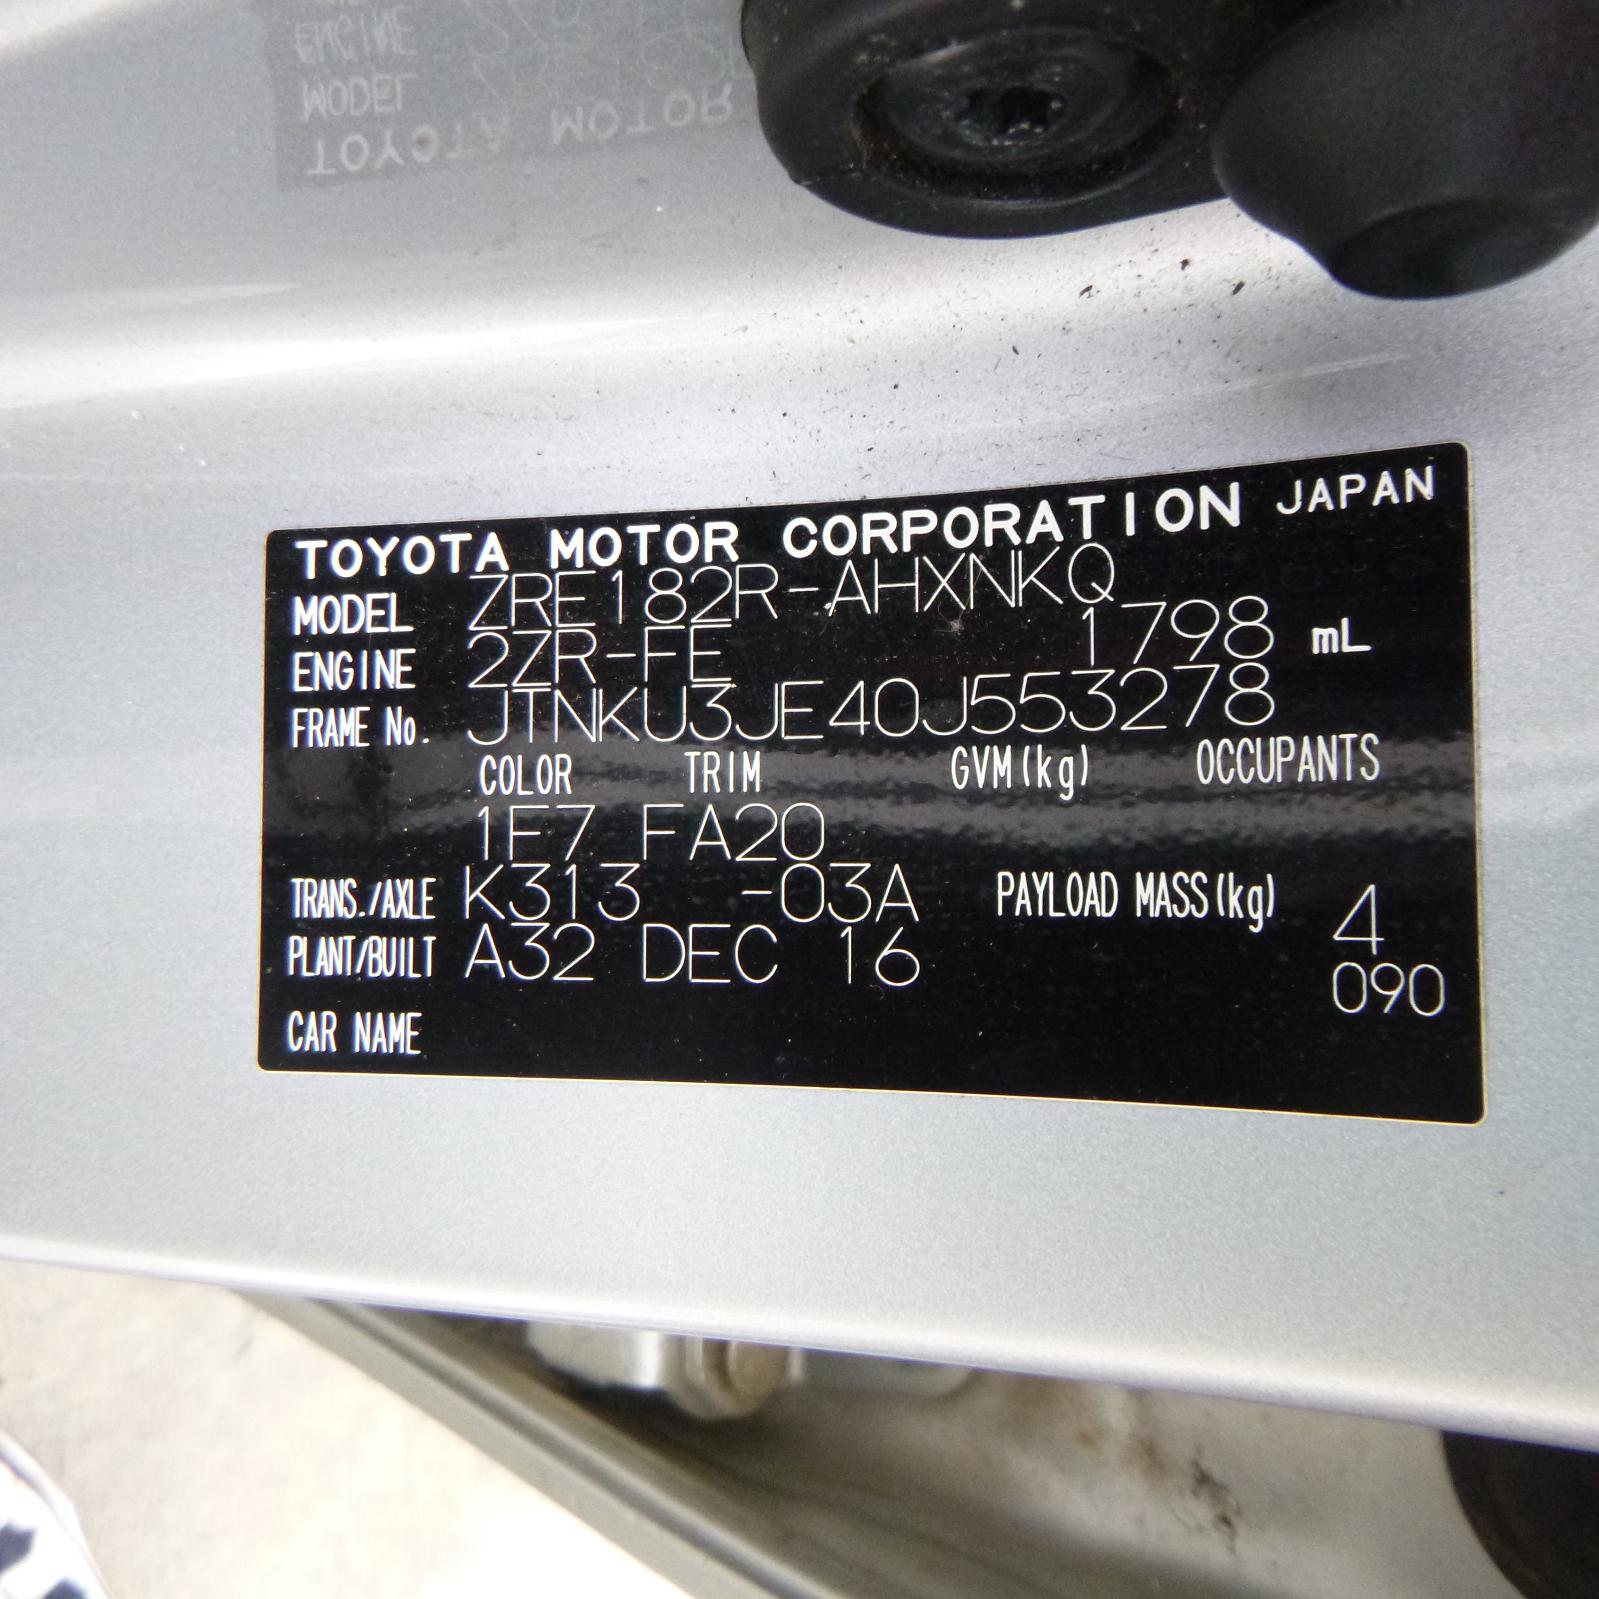 TOYOTA MOTOR CORPORATION JAPAN
MODEL ZRE182R-AHXNKQ
ENGINE 2ZR-FE 1798 mL
FRAME No. JTNKU3JE40J553278
COLOR TRIM GVM(kg) OCCUPANTS
1F7 FA20
TRANS./AXLE K313 -03A PAYLOAD MASS(kg) 4
PLANT/BUILT A32 DEC 16 090
CAR NAME